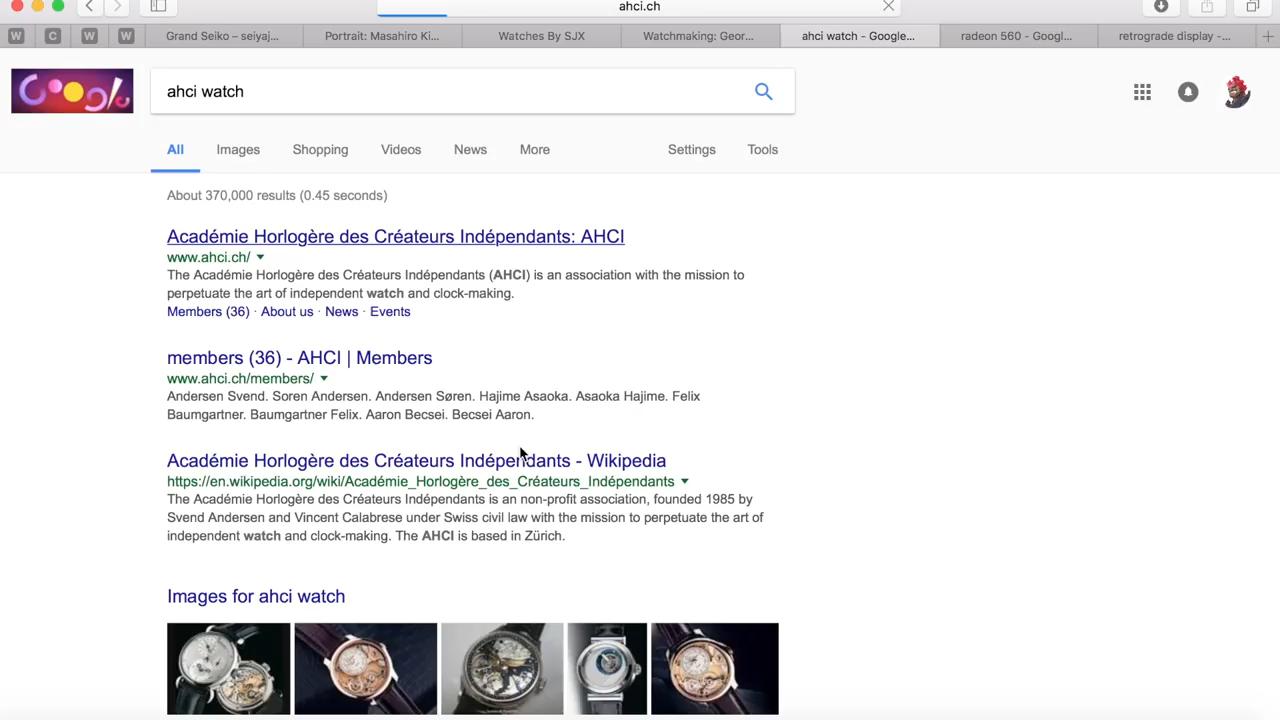 ahci.ch
W
C
W
W
Grand Seiko – seiyaj...
Portrait: Masahiro Ki...
Watches By SJX
Watchmaking: Geor...
ahci watch - Google...
radeon 560 - Googl...
retrograde display -...
Googl
ahci watch
All
Images
Shopping
Videos
News
More
Settings
Tools
About 370,000 results (0.45 seconds)
Académie Horlogère des Créateurs Indépendants: AHCI
www.ahci.ch/
The Académie Horlogère des Créateurs Indépendants (AHCI) is an association with the mission to
perpetuate the art of independent watch and clock-making.
Members (36) · About us · News · Events
members (36) - AHCI | Members
www.ahci.ch/members/
Andersen Svend. Soren Andersen. Andersen Søren. Hajime Asaoka. Asaoka Hajime. Felix
Baumgartner. Baumgartner Felix. Aaron Becsei. Becsei Aaron.
Académie Horlogère des Créateurs Indépendants - Wikipedia
https://en.wikipedia.org/wiki/Académie_Horlogère_des_Créateurs_Indépendants
The Académie Horlogère des Créateurs Indépendants is an non-profit association, founded 1985 by
Svend Andersen and Vincent Calabrese under Swiss civil law with the mission to perpetuate the art of
independent watch and clock-making. The AHCI is based in Zürich.
Images for ahci watch